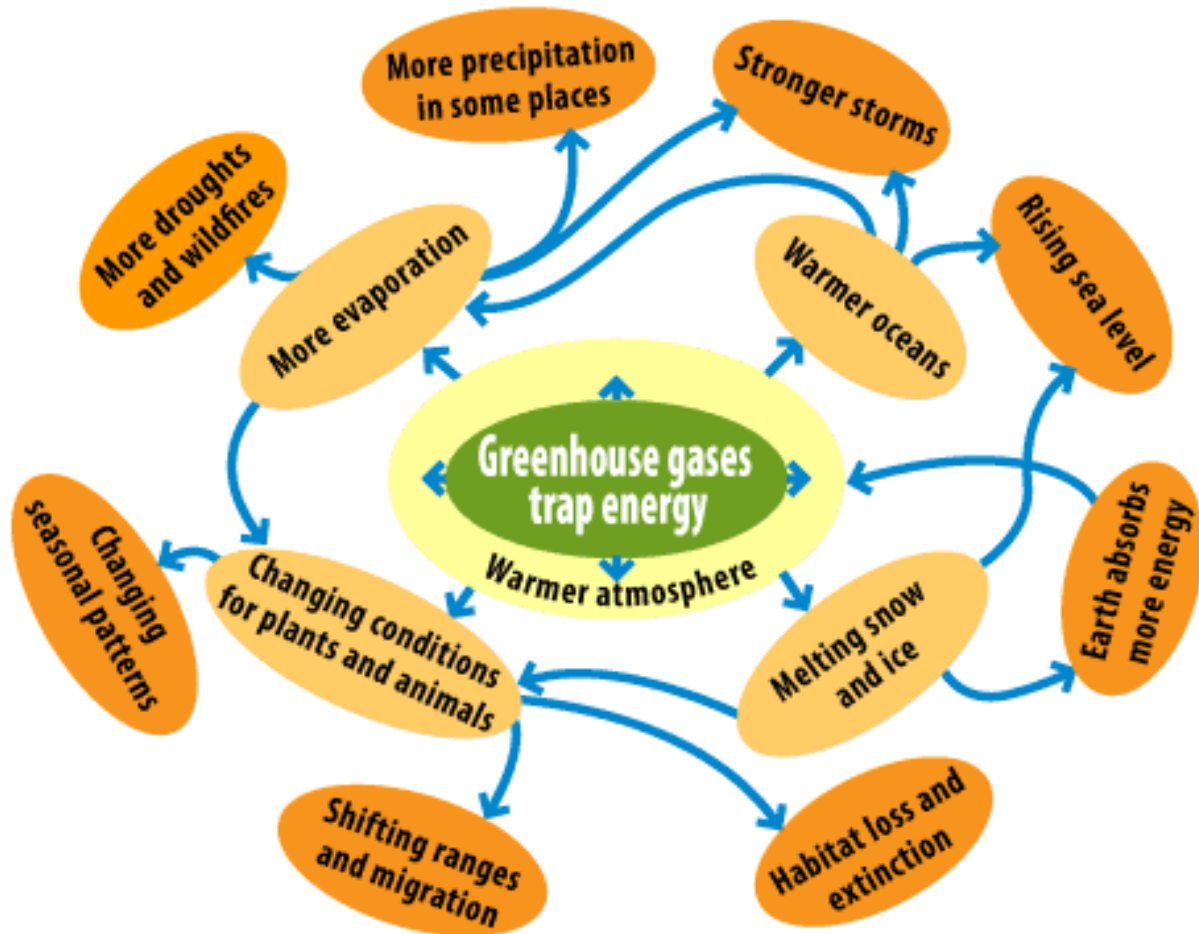 More precipitation
in some places
Stronger storms
More droughts
and wildfires
More evaporation
Warmer oceans
Rising sea level
Greenhouse gases
trap energy
Warmer atmosphere
Changing
seasonal patterns
Changing conditions
for plants and animals
Melting snow
and ice
Earth absorbs
more energy
Shifting ranges
and migration
Habitat loss and
extinction